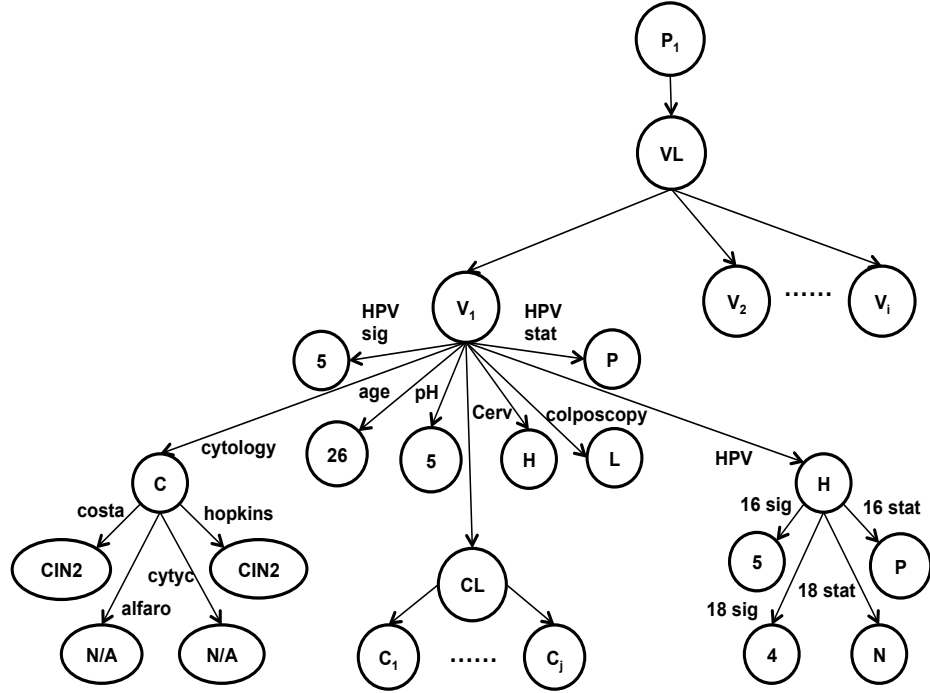 P1
VL
V1
V2
......
Vi
HPV
sig
HPV
stat
5
P
age
pH
Cerv
colposcopy
cytology
26
5
H
L
HPV
C
H
costa
hopkins
16 sig
16 stat
CIN2
cytyc
CIN2
5
P
alfaro
CL
18 sig
18 stat
N/A
N/A
C1
......
Cj
4
N